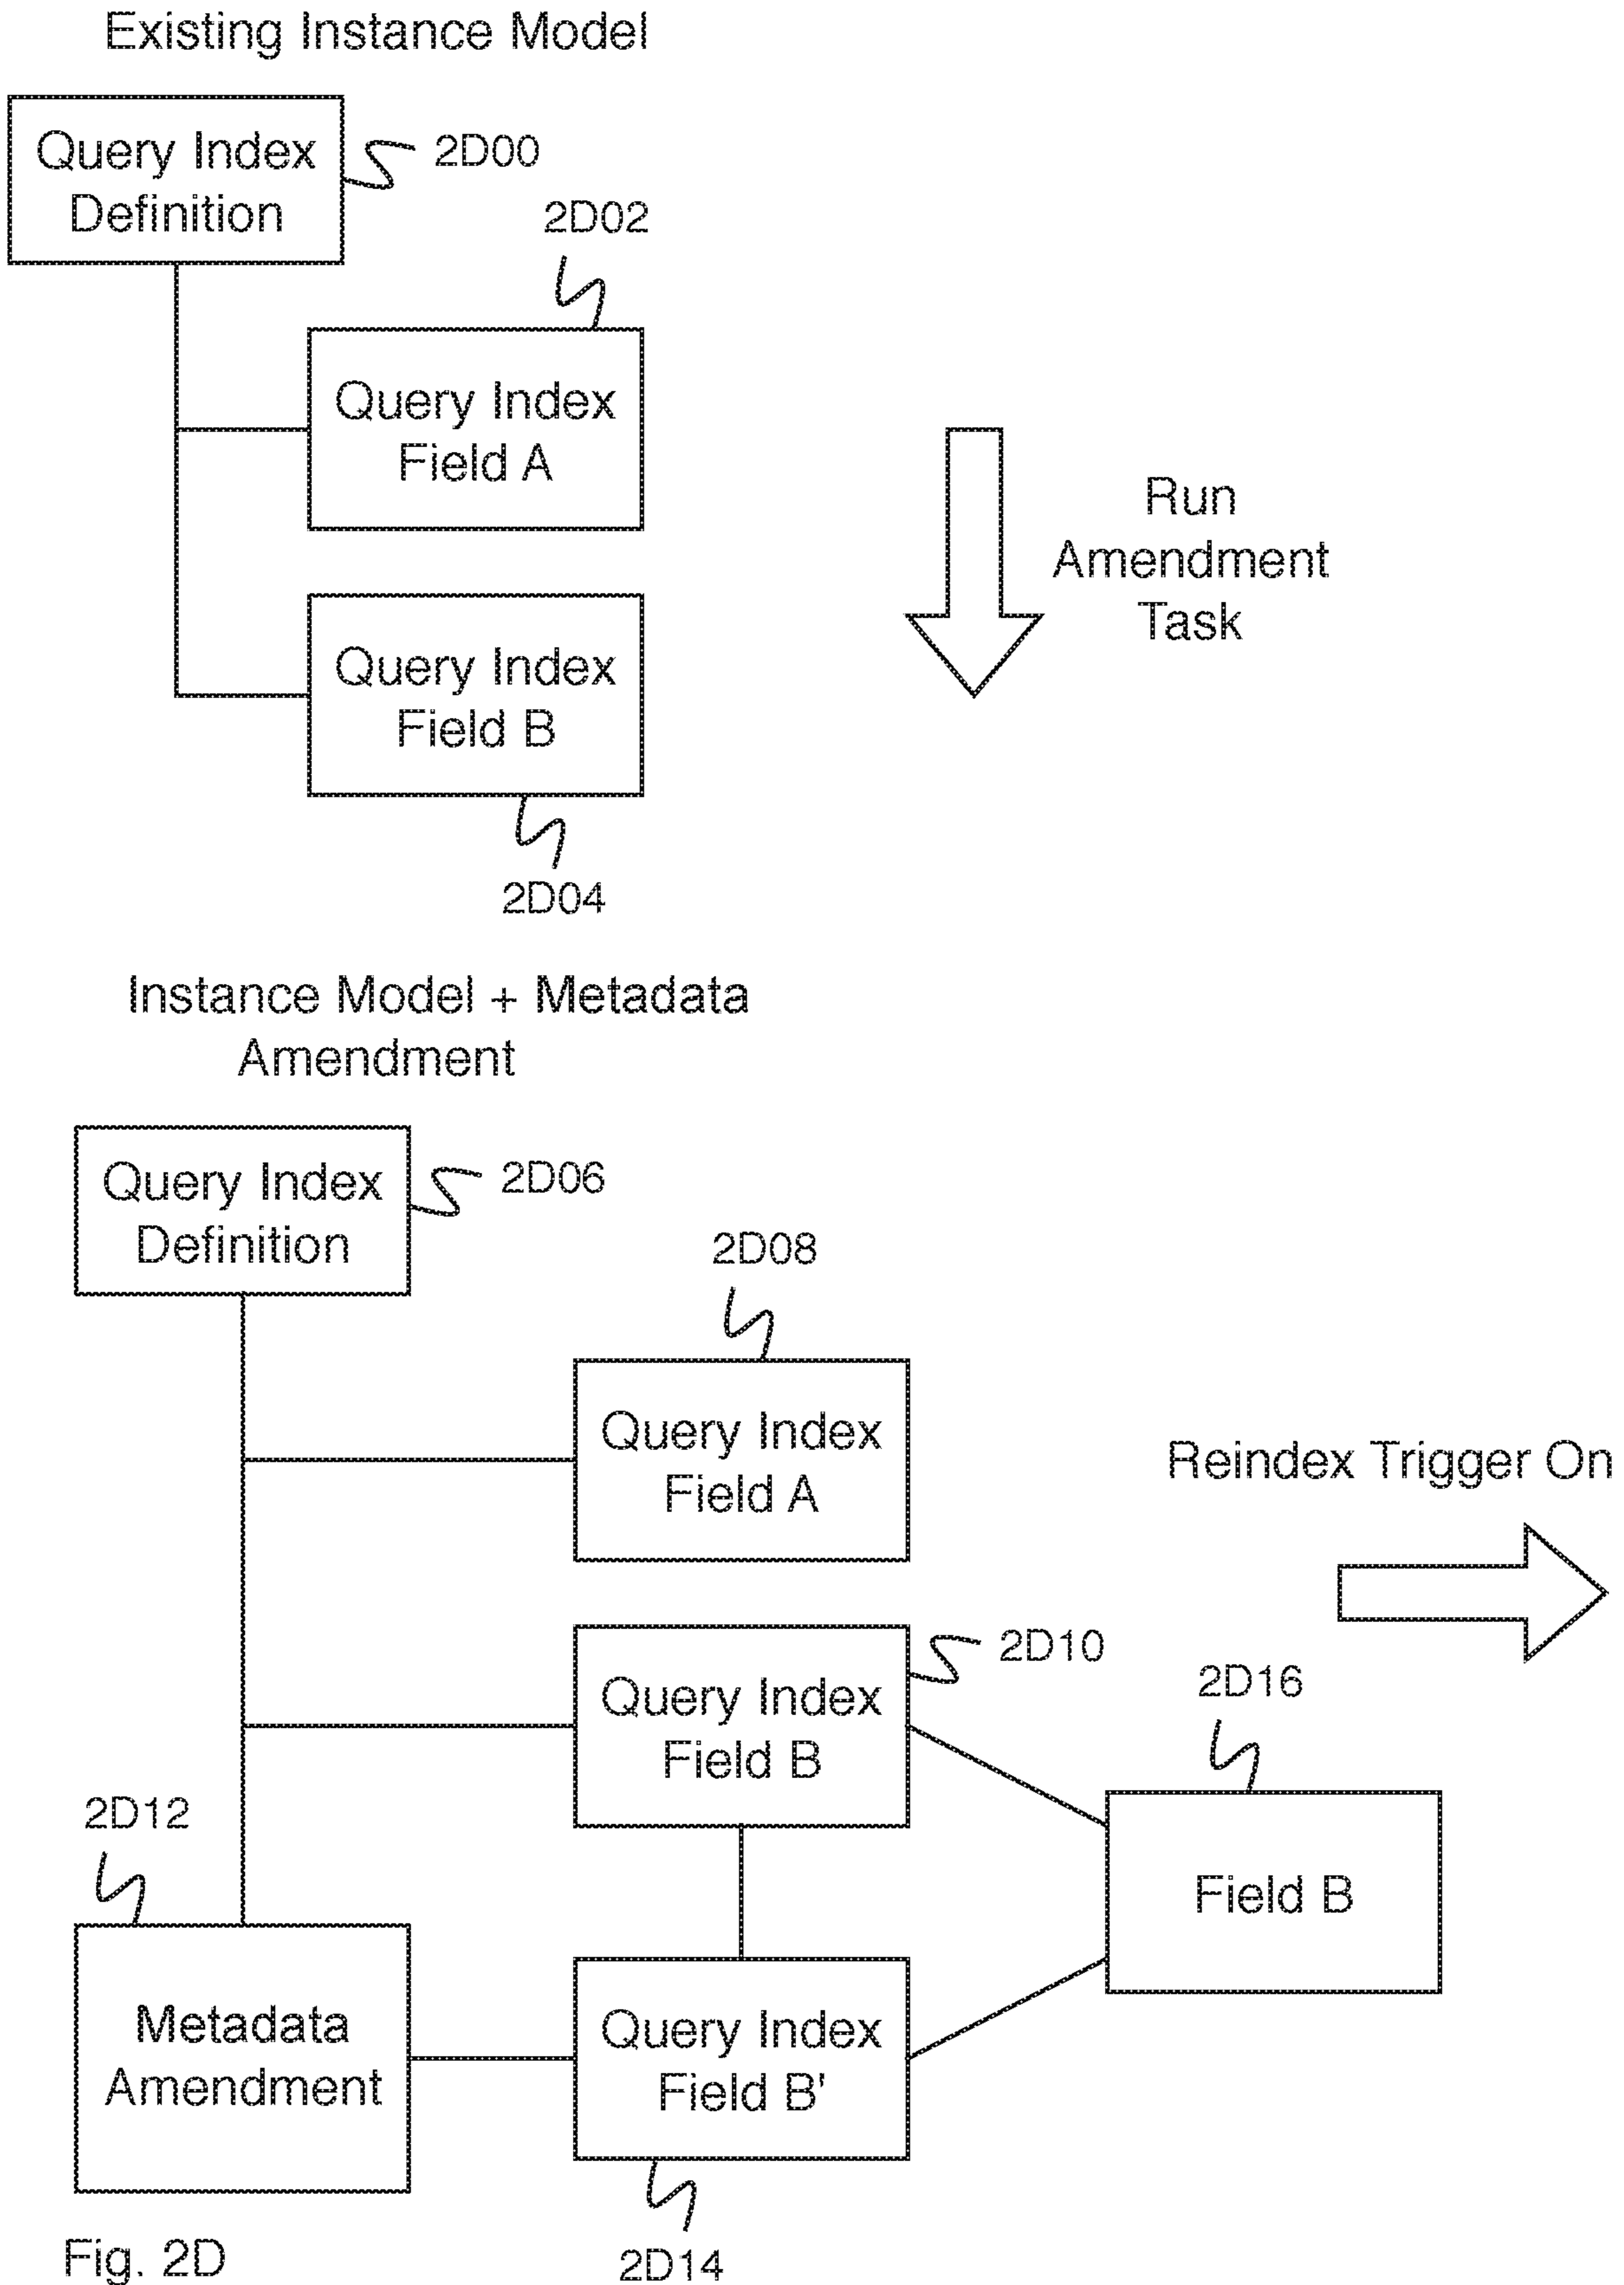 Existing Instance Model
Query Index
Definition
2D00
2D02
Query Index
Field A
Run
Amendment
Task
Query Index
Field B
2D04
Instance Model + Metadata
Amendment
Query Index
Definition
2D06
2D08
Query Index
Field A
Reindex Trigger On
Query Index
Field B
2D10
2D16
2D12
Field B
Metadata
Amendment
Query Index
Field B'
2D14
Fig. 2D